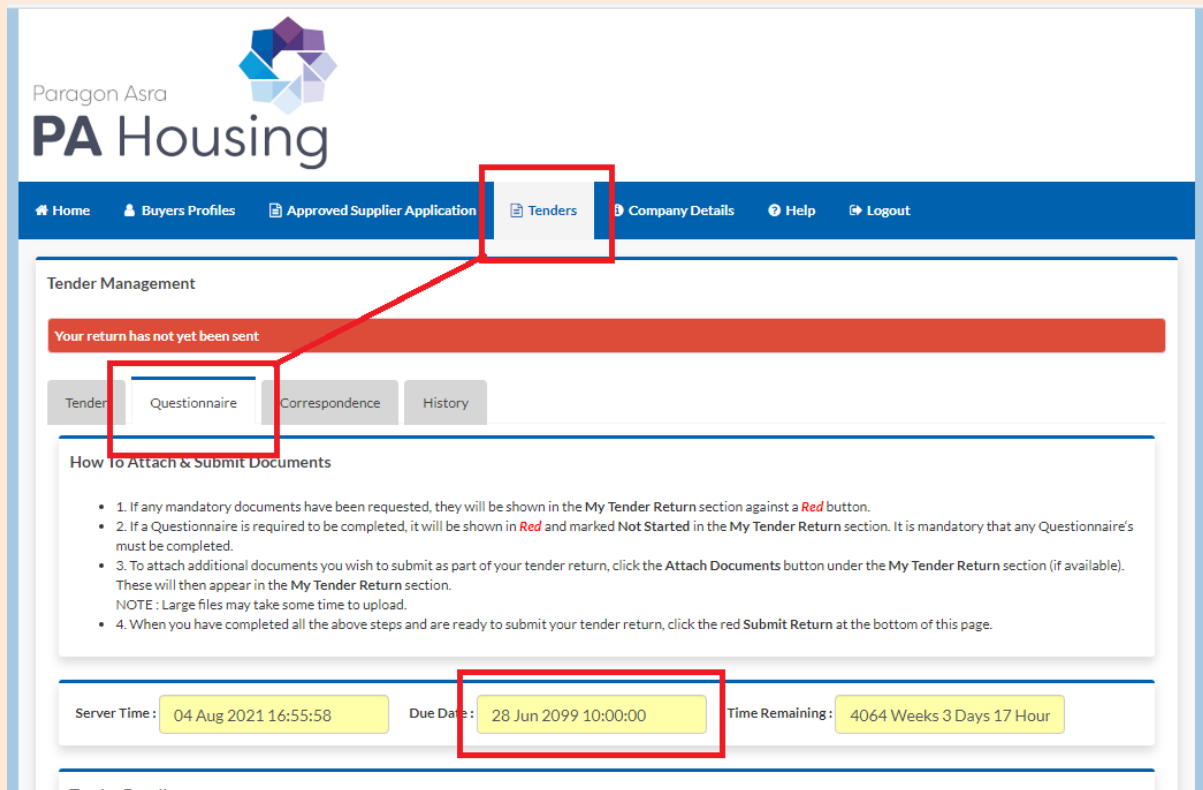 Paragon Asra
PA Housing
Home Buyers Profiles Approved Supplier Application Tenders Company Details Help Logout
Tender Management
Your return has not yet been sent
Tender Questionnaire Correspondence History
How To Attach & Submit Documents
• 1. If any mandatory documents have been requested, they will be shown in the My Tender Return section against a Red button.
• 2. If a Questionnaire is required to be completed, it will be shown in Red and marked Not Started in the My Tender Return section. It is mandatory that any Questionnaire's
must be completed.
• 3. To attach additional documents you wish to submit as part of your tender return, click the Attach Documents button under the My Tender Return section (if available).
These will then appear in the My Tender Return section.
NOTE : Large files may take some time to upload.
• 4. When you have completed all the above steps and are ready to submit your tender return, click the red Submit Return at the bottom of this page.
Server Time : 04 Aug 2021 16:55:58 Due Date : 28 Jun 2099 10:00:00 Time Remaining : 4064 Weeks 3 Days 17 Hour